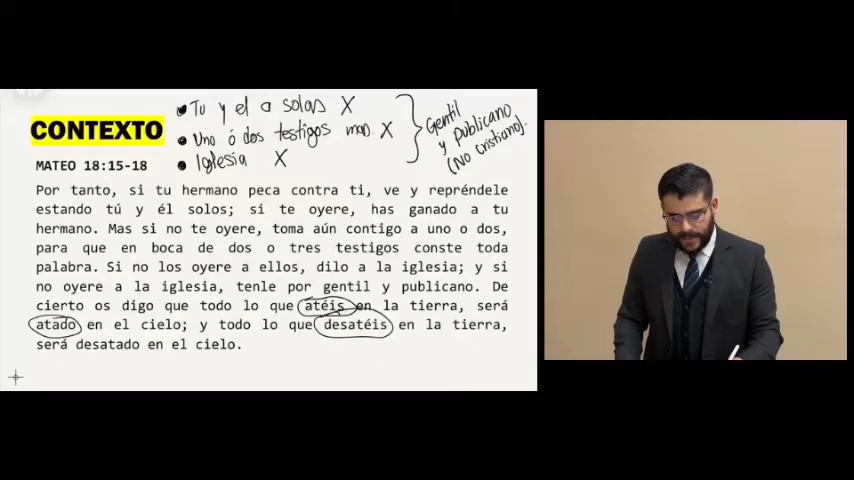 • Tu y el a solas X
• Uno ó dos testigos mas. X
• Iglesia X
Gentil
y Publicano
(No cristiano).
CONTEXTO
MATEO 18:15-18
Por tanto, si tu hermano peca contra ti, ve y repréndele
estando tú y él solos; si te oyere, has ganado a tu
hermano. Mas si no te oyere, toma aún contigo a uno o dos,
para que en boca de dos o tres testigos conste toda
palabra. Si no los oyere a ellos, dilo a la iglesia; y si
no oyere a la iglesia, tenle por gentil y publicano. De
cierto os digo que todo lo que atéis en la tierra, será
atado en el cielo; y todo lo que desatéis en la tierra,
será desatado en el cielo.